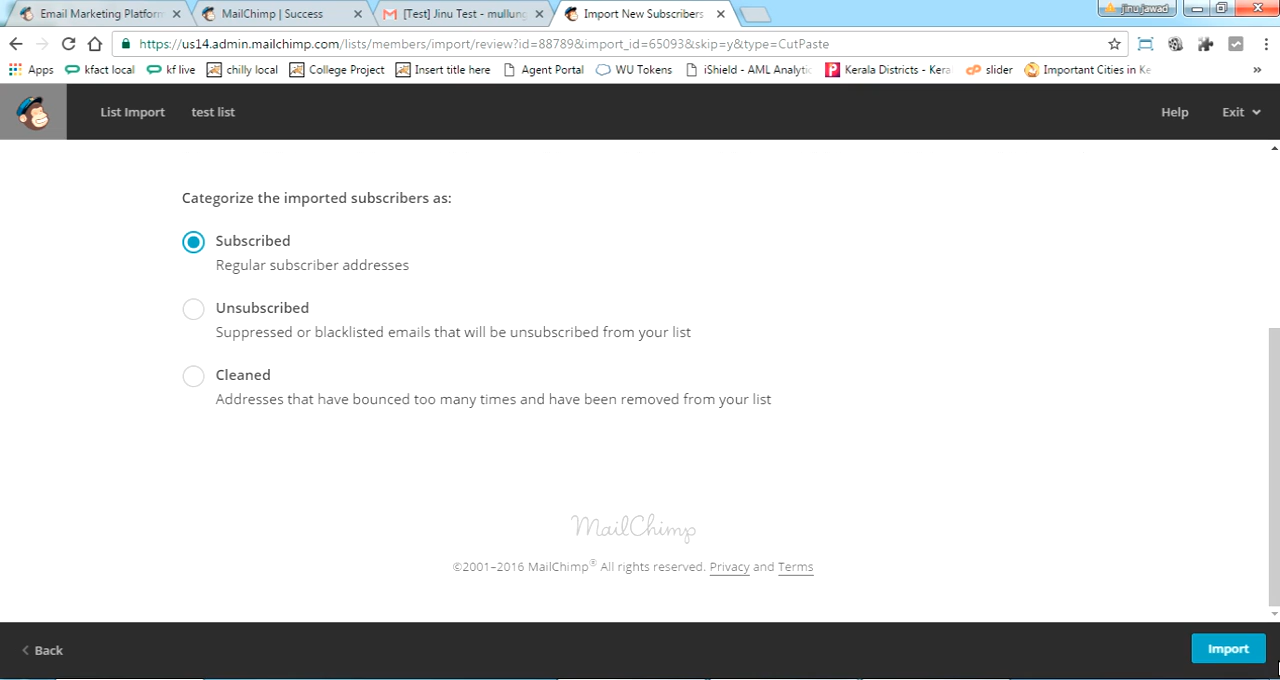 Email Marketing Platform
MailChimp | Success
[Test] Jinu Test - mullung
Import New Subscribers
jinu jawad
https://us14.admin.mailchimp.com/lists/members/import/review?id=88789&import_id=65093&skip=y&type=CutPaste
Apps
kfact local
kf live
chilly local
College Project
Insert title here
Agent Portal
WU Tokens
iShield - AML Analytic
Kerala Districts - Kera
slider
Important Cities in Ke
»
List Import
test list
Help
Exit
Categorize the imported subscribers as:
Subscribed
Regular subscriber addresses
Unsubscribed
Suppressed or blacklisted emails that will be unsubscribed from your list
Cleaned
Addresses that have bounced too many times and have been removed from your list
MailChimp
©2001–2016 MailChimp® All rights reserved. Privacy and Terms
Back
Import